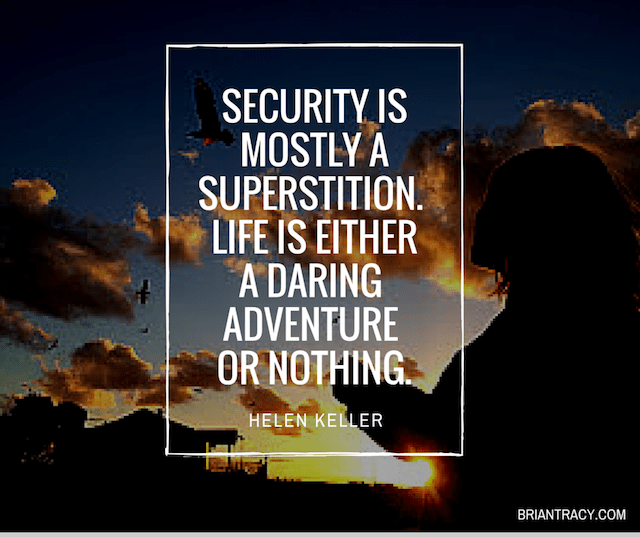 SECURITY IS
MOSTLY A
SUPERSTITION.
LIFE IS EITHER
A DARING
ADVENTURE
OR NOTHING.
HELEN KELLER
BRIANTRACY.COM